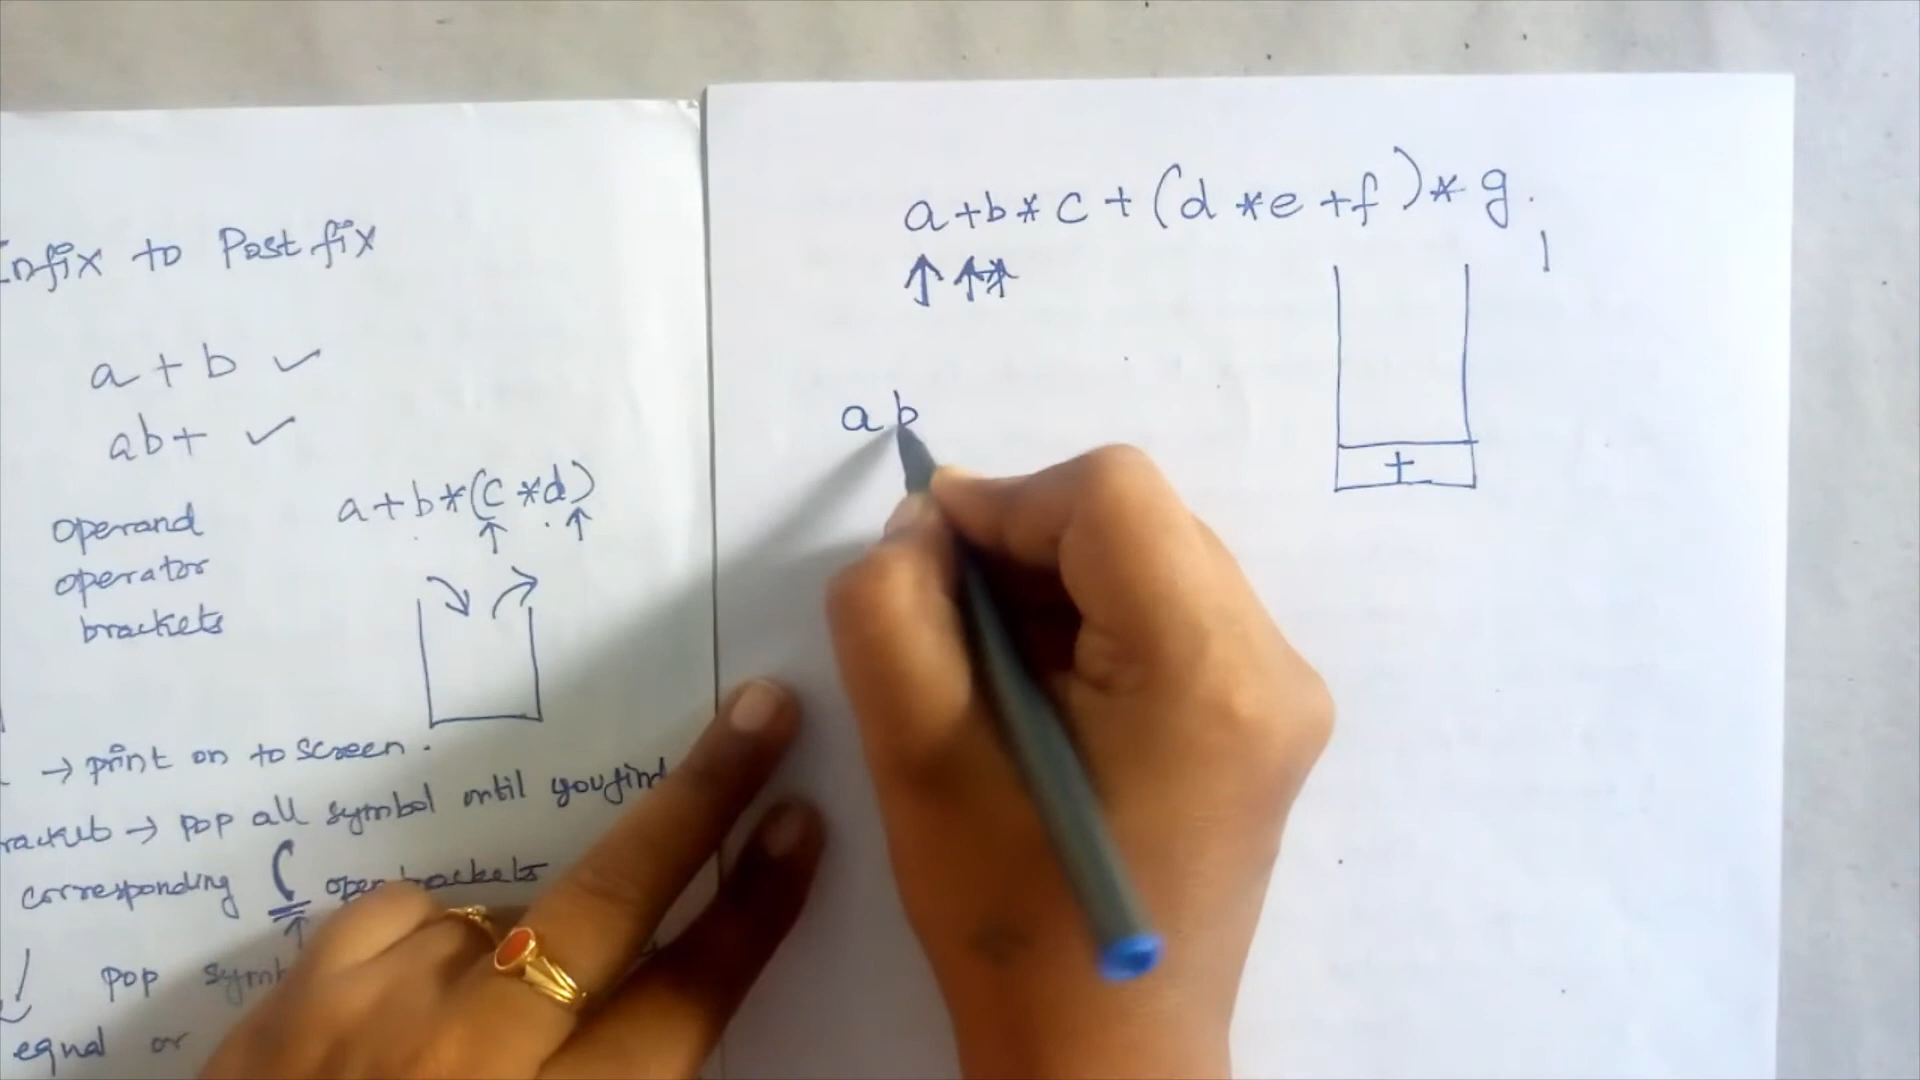 Infix to Postfix
a + b ✓
ab+ ✓
operand
operator
brackets
a+b*(c*d)
→ print on to screen.
→ pop all symbol until you find
corresponding ( open brackets
pop
equal or
a+b*c+(d*e+f)*g.
ab
+